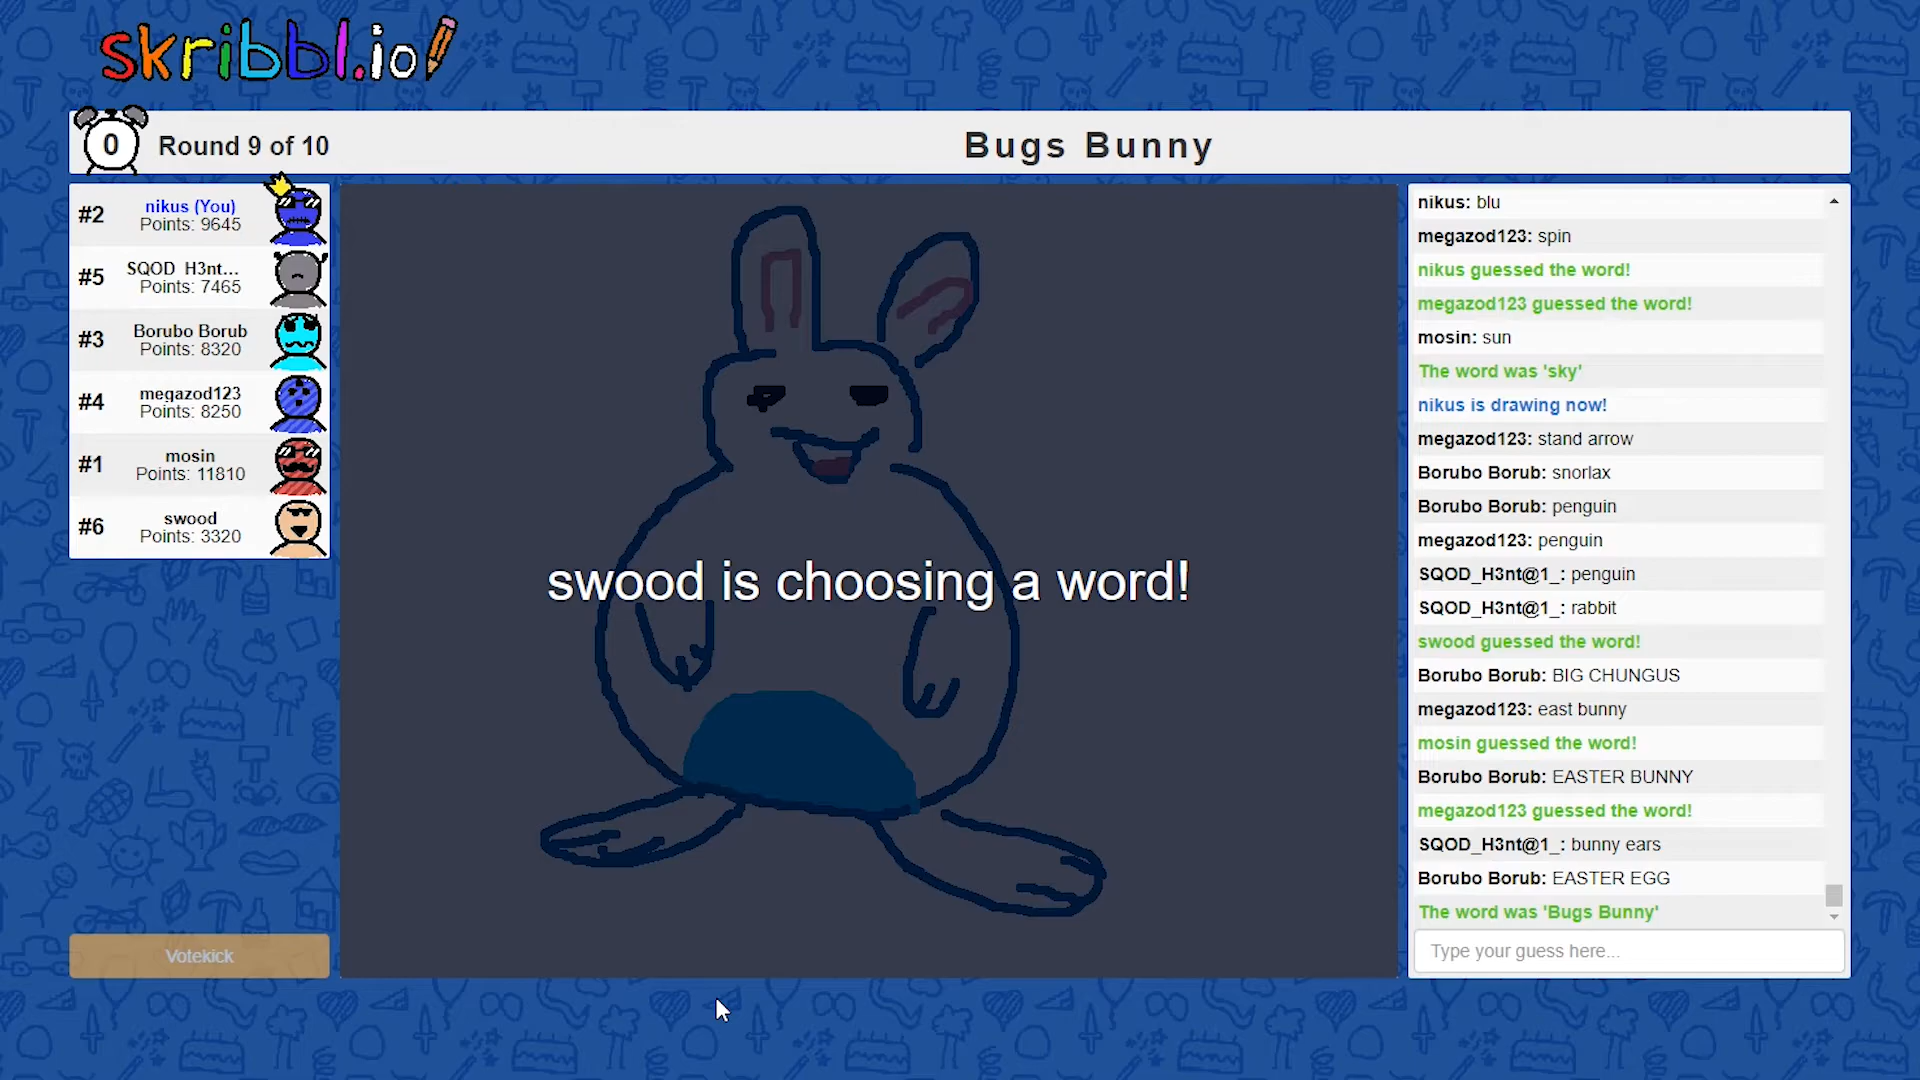 skribbl.io
0
Round 9 of 10
Bugs Bunny
#2
nikus (You)
Points: 9645
#5
SQOD_H3nt...
Points: 7465
#3
Borubo Borub
Points: 8320
#4
megazod123
Points: 8250
#1
mosin
Points: 11810
#6
swood
Points: 3320
Votekick
swood is choosing a word!
nikus: blu
megazod123: spin
nikus guessed the word!
megazod123 guessed the word!
mosin: sun
The word was 'sky'
nikus is drawing now!
megazod123: stand arrow
Borubo Borub: snorlax
Borubo Borub: penguin
megazod123: penguin
SQOD_H3nt@1_: penguin
SQOD_H3nt@1_: rabbit
swood guessed the word!
Borubo Borub: BIG CHUNGUS
megazod123: east bunny
mosin guessed the word!
Borubo Borub: EASTER BUNNY
megazod123 guessed the word!
SQOD_H3nt@1_: bunny ears
Borubo Borub: EASTER EGG
The word was 'Bugs Bunny'
Type your guess here...